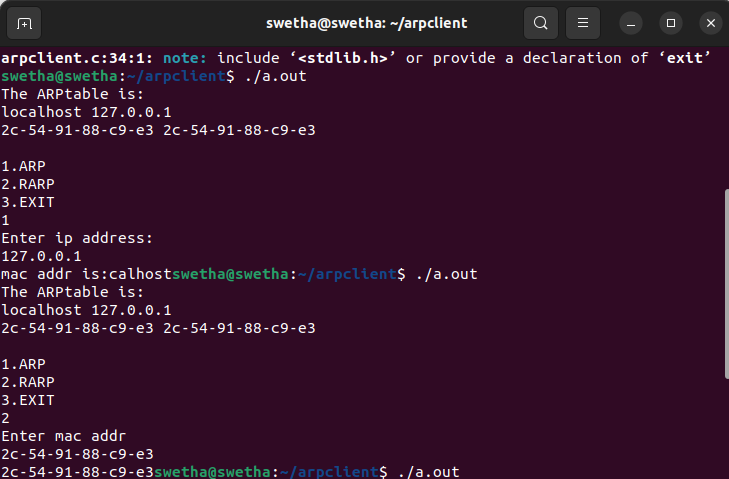 swetha@swetha: ~/arpclient
arpclient.c:34:1: note: include ‘<stdlib.h>’ or provide a declaration of ‘exit’
swetha@swetha:~/arpclient$ ./a.out
The ARPtable is:
localhost 127.0.0.1
2c-54-91-88-c9-e3 2c-54-91-88-c9-e3
1.ARP
2.RARP
3.EXIT
1
Enter ip address:
127.0.0.1
mac addr is:calhostswetha@swetha:~/arpclient$ ./a.out
The ARPtable is:
localhost 127.0.0.1
2c-54-91-88-c9-e3 2c-54-91-88-c9-e3
1.ARP
2.RARP
3.EXIT
2
Enter mac addr
2c-54-91-88-c9-e3
2c-54-91-88-c9-e3swetha@swetha:~/arpclient$ ./a.out